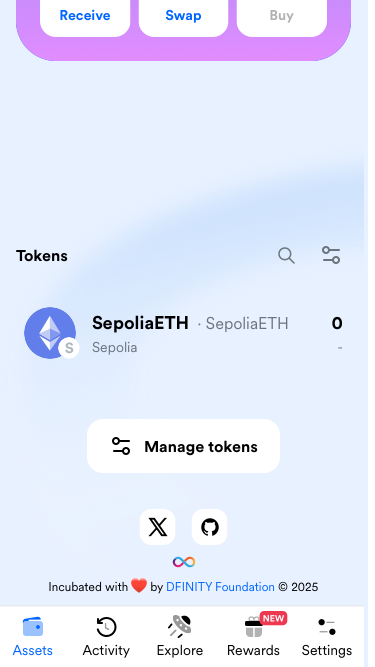 Receive
Swap
Buy
Tokens
SepoliaETH · SepoliaETH
0
S
Sepolia
-
Manage tokens
Incubated with ❤️ by DFINITY Foundation © 2025
NEW
Assets
Activity
Explore
Rewards
Settings